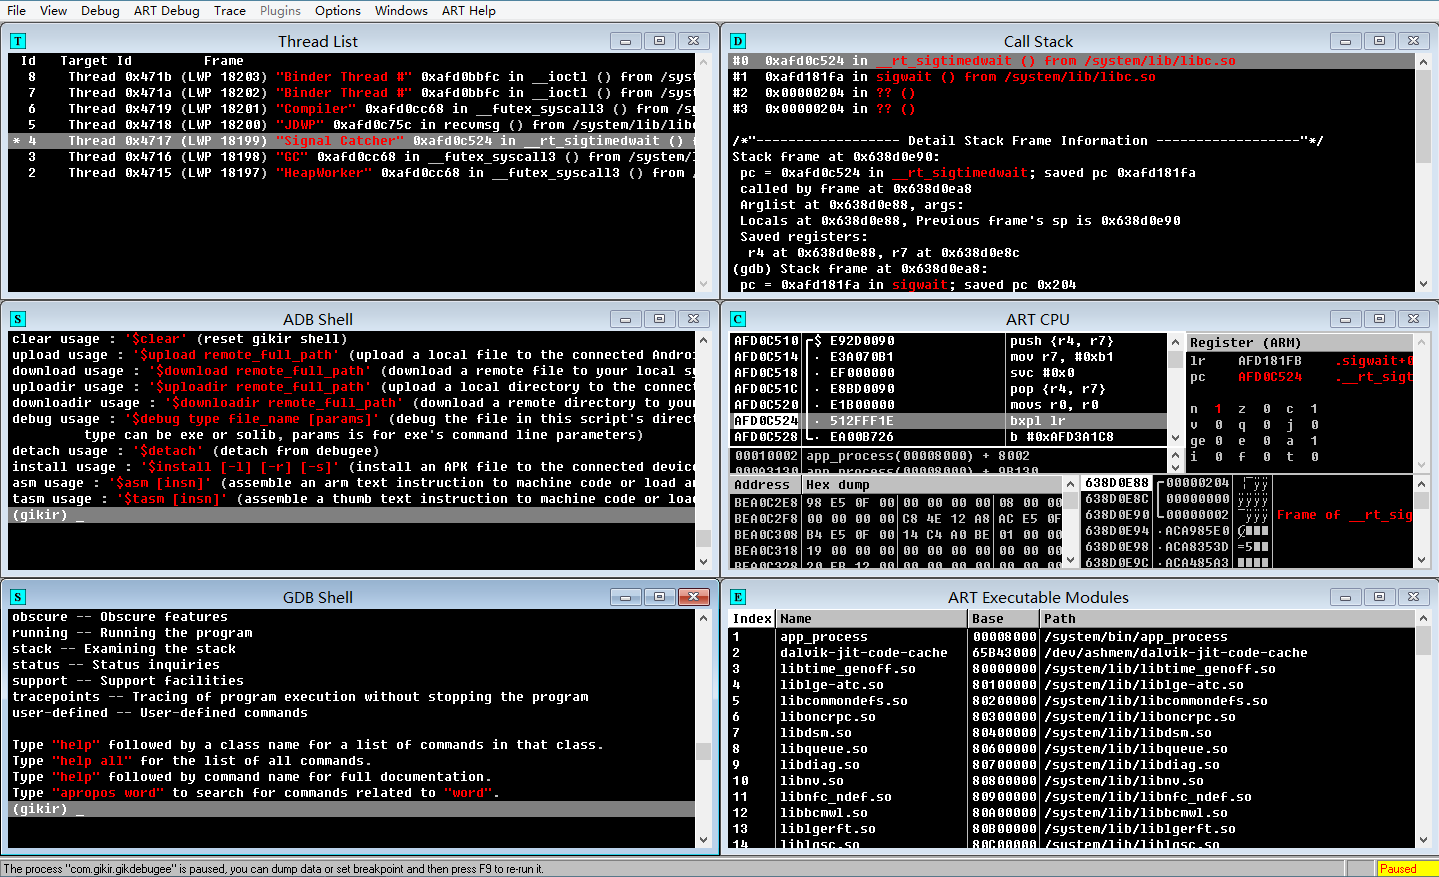 File View Debug ART Debug Trace Plugins Options Windows ART Help
T Thread List
Id Target Id Frame
8 Thread 0x471b (LWP 18203) "Binder Thread #" 0xafd0bbfc in __ioctl () from /syst
7 Thread 0x471a (LWP 18202) "Binder Thread #" 0xafd0bbfc in __ioctl () from /syst
6 Thread 0x4719 (LWP 18201) "Compiler" 0xafd0cc68 in __futex_syscall3 () from /sy
5 Thread 0x4718 (LWP 18200) "JDWP" 0xafd0c75c in recvmsg () from /system/lib/libc
* 4 Thread 0x4717 (LWP 18199) "Signal Catcher" 0xafd0c524 in __rt_sigtimedwait () f
3 Thread 0x4716 (LWP 18198) "GC" 0xafd0cc68 in __futex_syscall3 () from /system/l
2 Thread 0x4715 (LWP 18197) "HeapWorker" 0xafd0cc68 in __futex_syscall3 () from /
D Call Stack
#0 0xafd0c524 in __rt_sigtimedwait () from /system/lib/libc.so
#1 0xafd181fa in sigwait () from /system/lib/libc.so
#2 0x00000204 in ?? ()
#3 0x00000204 in ?? ()
/*"------------------ Detail Stack Frame Information ------------------"*/
Stack frame at 0x638d0e90:
pc = 0xafd0c524 in __rt_sigtimedwait; saved pc 0xafd181fa
called by frame at 0x638d0ea8
Arglist at 0x638d0e88, args:
Locals at 0x638d0e88, Previous frame's sp is 0x638d0e90
Saved registers:
r4 at 0x638d0e88, r7 at 0x638d0e8c
(gdb) Stack frame at 0x638d0ea8:
pc = 0xafd181fa in sigwait; saved pc 0x204
S ADB Shell
clear usage : '$clear' (reset gikir shell)
upload usage : '$upload remote_full_path' (upload a local file to the connected Androi
download usage : '$download remote_full_path' (download a remote file to your local sy
uploadir usage : '$uploadir remote_full_path' (upload a local directory to the connect
downloadir usage : '$downloadir remote_full_path' (download a remote directory to your
debug usage : '$debug type file_name [params]' (debug the file in this script's direct
type can be exe or solib, params is for exe's command line parameters)
detach usage : '$detach' (detach from debugee)
install usage : '$install [-l] [-r] [-s]' (install an APK file to the connected device
asm usage : '$asm [insn]' (assemble an arm text instruction to machine code or load an
tasm usage : '$tasm [insn]' (assemble a thumb text instruction to machine code or load
(gikir) _
C ART CPU
AFD0C510 $ E92D0090 push {r4, r7}
AFD0C514 . E3A070B1 mov r7, #0xb1
AFD0C518 . EF000000 svc #0x0
AFD0C51C . E8BD0090 pop {r4, r7}
AFD0C520 . E1B00000 movs r0, r0
AFD0C524 . 512FFF1E bxpl lr
AFD0C528 . EA00B726 b #0xAFD3A1C8
00010002 app_process(00008000) + 8002
000A3130 app_process(00008000) + 9B130
Register (ARM)
lr AFD181FB .sigwait+0
pc AFD0C524 .__rt_sigt
n 1 z 0 c 1
v 0 q 0 j 0
ge 0 e 0 a 1
i 0 f 0 t 0
Address Hex dump
BEA0C2E8 98 E5 0F 00 00 00 00 00 08 00 00
BEA0C2F8 00 00 00 00 C8 4E 12 A8 AC E5 0F
BEA0C308 B4 E5 0F 00 14 C4 A0 BE 01 00 00
BEA0C318 19 00 00 00 00 00 00 00 00 00 00
BEA0C328 20 EB 12 00 00 00 00 00 00 00 00
638D0E88 00000204
638D0E8C 00000000
638D0E90 00000002 Frame of __rt_sig
638D0E94 .ACA985E0
638D0E98 .ACA8353D =5
638D0E9C .ACA485A3
S GDB Shell
obscure -- Obscure features
running -- Running the program
stack -- Examining the stack
status -- Status inquiries
support -- Support facilities
tracepoints -- Tracing of program execution without stopping the program
user-defined -- User-defined commands
Type "help" followed by a class name for a list of commands in that class.
Type "help all" for the list of all commands.
Type "help" followed by command name for full documentation.
Type "apropos word" to search for commands related to "word".
(gikir) _
E ART Executable Modules
Index Name Base Path
1 app_process 00008000 /system/bin/app_process
2 dalvik-jit-code-cache 65B43000 /dev/ashmem/dalvik-jit-code-cache
3 libtime_genoff.so 80000000 /system/lib/libtime_genoff.so
4 liblge-atc.so 80100000 /system/lib/liblge-atc.so
5 libcommondefs.so 80200000 /system/lib/libcommondefs.so
6 liboncrpc.so 80300000 /system/lib/liboncrpc.so
7 libdsm.so 80400000 /system/lib/libdsm.so
8 libqueue.so 80600000 /system/lib/libqueue.so
9 libdiag.so 80700000 /system/lib/libdiag.so
10 libnv.so 80800000 /system/lib/libnv.so
11 libnfc_ndef.so 80900000 /system/lib/libnfc_ndef.so
12 libbcmwl.so 80A00000 /system/lib/libbcmwl.so
13 liblgerft.so 80B00000 /system/lib/liblgerft.so
14 liblqsc.so 80C00000 /system/lib/liblqsc.so
The process "com.gikir.gikdebugee" is paused, you can dump data or set breakpoint and then press F9 to re-run it.
Paused